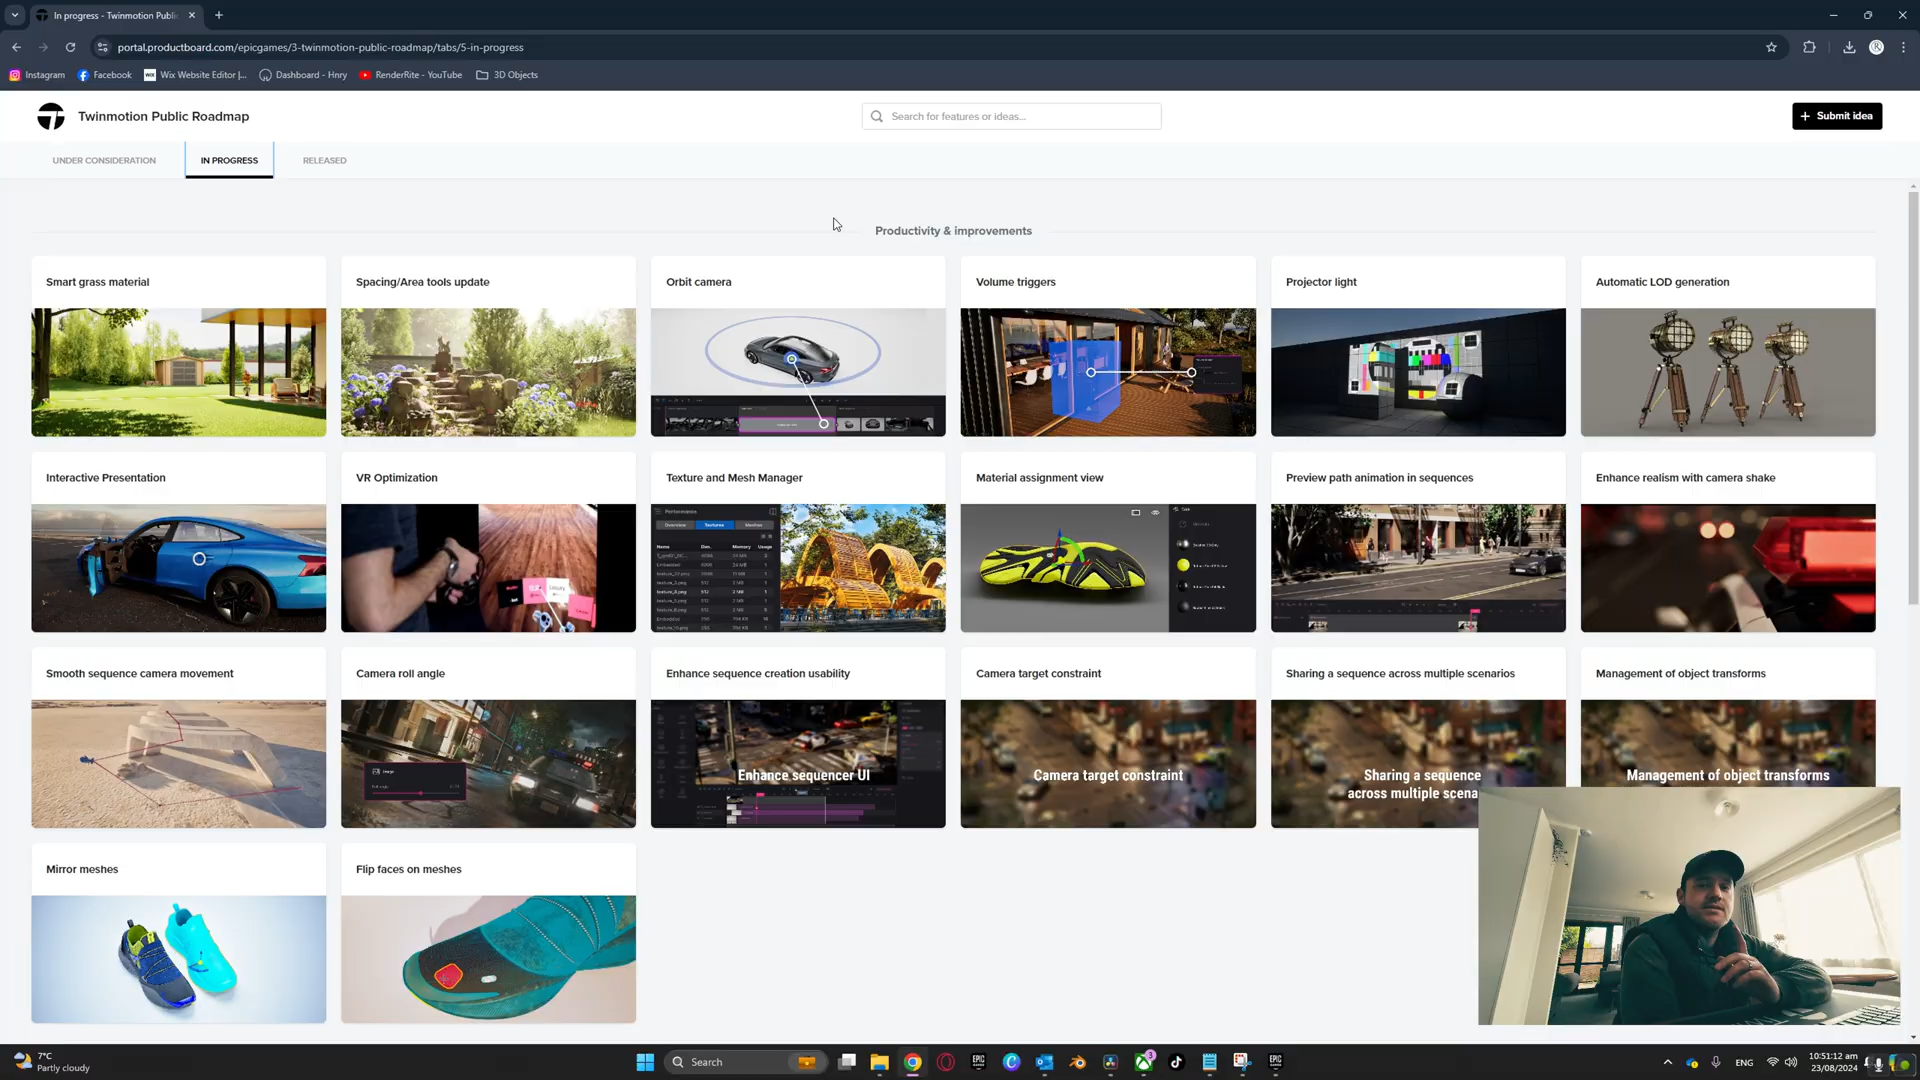 In progress - Twinmotion Public
portal.productboard.com/epicgames/3-twinmotion-public-roadmap/tabs/5-in-progress
Instagram
Facebook
Wix Website Editor |...
Dashboard - Hnry
RenderRite - YouTube
3D Objects
Twinmotion Public Roadmap
Search for features or ideas...
+ Submit idea
UNDER CONSIDERATION
IN PROGRESS
RELEASED
Productivity & improvements
Smart grass material
Spacing/Area tools update
Orbit camera
Volume triggers
Projector light
Automatic LOD generation
Interactive Presentation
VR Optimization
Texture and Mesh Manager
Material assignment view
Preview path animation in sequences
Enhance realism with camera shake
Performance
Overview
Textures
Meshes
Smooth sequence camera movement
Camera roll angle
Enhance sequence creation usability
Camera target constraint
Sharing a sequence across multiple scenarios
Management of object transforms
Enhance sequencer UI
Camera target constraint
Sharing a sequence
across multiple scena
Management of object transforms
Mirror meshes
Flip faces on meshes
7°C
Partly cloudy
Search
ENG
10:51:12 am
23/08/2024